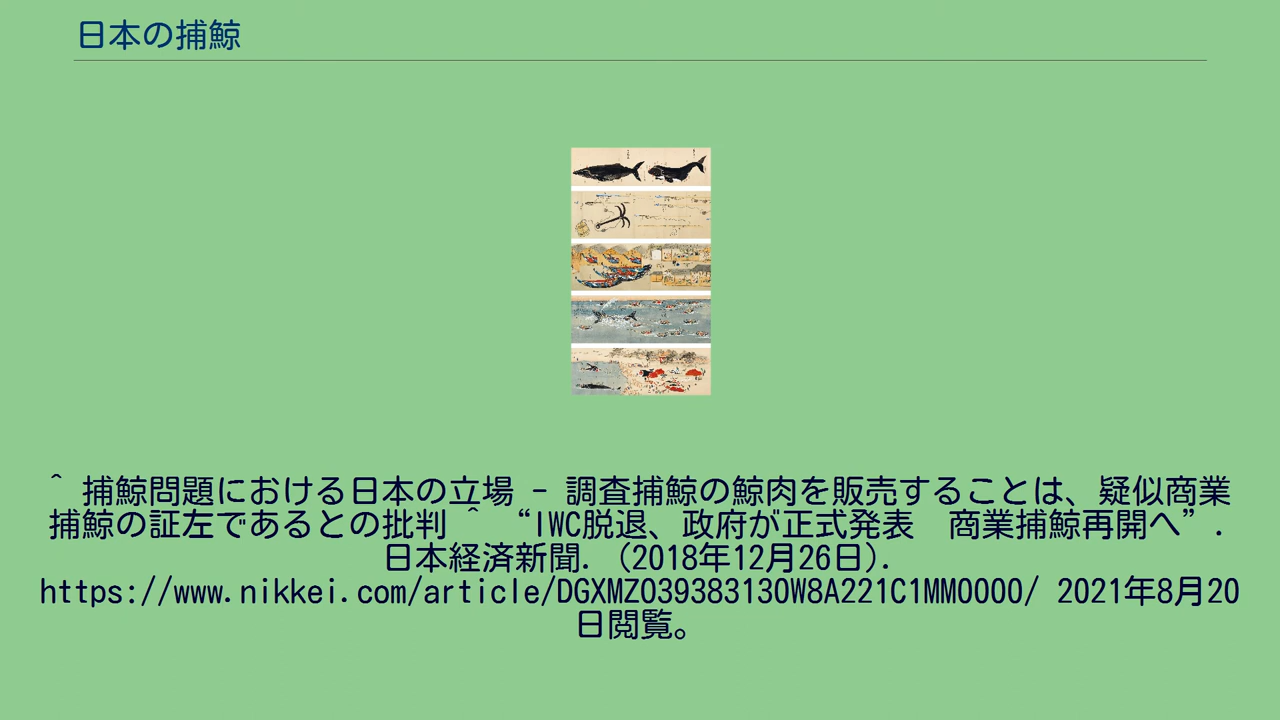 日本の捕鯨
^ 捕鯨問題における日本の立場 - 調査捕鯨の鯨肉を販売することは、疑似商業
捕鯨の証左であるとの批判 ^ “IWC脱退、政府が正式発表　商業捕鯨再開へ”.
日本経済新聞. (2018年12月26日).
https://www.nikkei.com/article/DGXMZO39383130W8A221C1MM0000/ 2021年8月20
日閲覧。